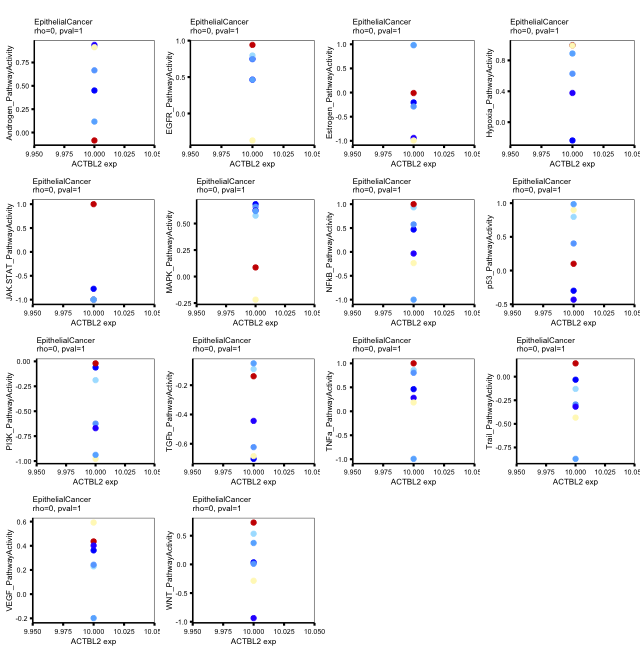 EpithelialCancer
rho=0, pval=1
Androgen_PathwayActivity
0.75
0.50
0.25
0.00
9.950 9.975 10.000 10.025 10.05
ACTBL2 exp
EpithelialCancer
rho=0, pval=1
EGFR_PathwayActivity
1.0
0.5
0.0
9.950 9.975 10.000 10.025 10.05
ACTBL2 exp
EpithelialCancer
rho=0, pval=1
Estrogen_PathwayActivity
1.0
0.5
0.0
-0.5
-1.0
9.950 9.975 10.000 10.025 10.05
ACTBL2 exp
EpithelialCancer
rho=0, pval=1
Hypoxia_PathwayActivity
1.0
0.5
0.0
9.950 9.975 10.000 10.025 10.05
ACTBL2 exp
EpithelialCancer
rho=0, pval=1
JAK.STAT_PathwayActivity
1.0
0.5
0.0
-0.5
-1.0
9.950 9.975 10.000 10.025 10.05
ACTBL2 exp
EpithelialCancer
rho=0, pval=1
MAPK_PathwayActivity
0.50
0.25
0.00
-0.25
9.950 9.975 10.000 10.025 10.05
ACTBL2 exp
EpithelialCancer
rho=0, pval=1
NFkB_PathwayActivity
1.0
0.5
0.0
-0.5
-1.0
9.950 9.975 10.000 10.025 10.05
ACTBL2 exp
EpithelialCancer
rho=0, pval=1
p53_PathwayActivity
1.0
0.5
0.0
-0.5
9.950 9.975 10.000 10.025 10.05
ACTBL2 exp
EpithelialCancer
rho=0, pval=1
PI3K_PathwayActivity
0.00
-0.25
-0.50
-0.75
-1.00
9.950 9.975 10.000 10.025 10.05
ACTBL2 exp
EpithelialCancer
rho=0, pval=1
TGFb_PathwayActivity
-0.2
-0.4
-0.6
9.950 9.975 10.000 10.025 10.05
ACTBL2 exp
EpithelialCancer
rho=0, pval=1
TNFa_PathwayActivity
1.0
0.5
0.0
-0.5
-1.0
9.950 9.975 10.000 10.025 10.05
ACTBL2 exp
EpithelialCancer
rho=0, pval=1
Trail_PathwayActivity
0.00
-0.25
-0.50
-0.75
9.950 9.975 10.000 10.025 10.05
ACTBL2 exp
EpithelialCancer
rho=0, pval=1
VEGF_PathwayActivity
0.6
0.4
0.2
0.0
-0.2
9.950 9.975 10.000 10.025 10.05
ACTBL2 exp
EpithelialCancer
rho=0, pval=1
WNT_PathwayActivity
0.5
0.0
-0.5
-1.0
9.950 9.975 10.000 10.025 10.050
ACTBL2 exp